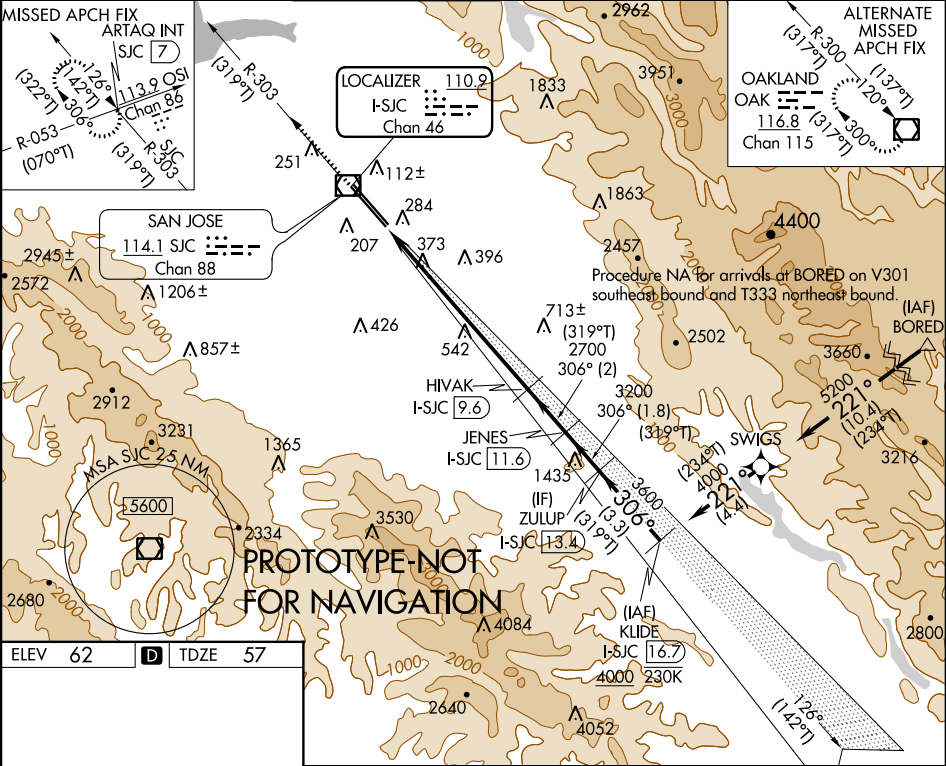 MISSED APCH FIX
ARTAQ INT
SJC 7
126°
(142°T)
(322°T)
306°
113.9 OSI
Chan 86
R-053
(070°T)
SJC
R-303
(319°T)
R-303
(319°T)
LOCALIZER 110.9
I-SJC
Chan 46
2962
1000
3951
3000
1833
ALTERNATE
MISSED
APCH FIX
R-300
(317°T)
(137°T)
120°
OAKLAND
OAK
116.8
Chan 115
(317°T)
300°
251
112±
284
207
373
396
SAN JOSE
114.1 SJC
Chan 88
1863
2457
4400
Procedure NA for arrivals at BORED on V301
southeast bound and T333 northeast bound.
(IAF)
BORED
2945±
2572
1206±
2000
1000
857±
426
542
713±
(319°T)
2700
306° (2)
2502
3660
5200
221°
(10.4)
(234°T)
HIVAK
I-SJC 9.6
3200
306° (1.8)
(319°T)
JENES
I-SJC 11.6
SWIGS
(234°T)
4000
221°
(4.4)
3216
2912
3231
1365
1000
MSA SJC 25 NM
5600
2334
1435
(IF)
ZULUP
I-SJC 13.4
306°
(3.3)
(319°T)
3600
3530
3000
PROTOTYPE-NOT
FOR NAVIGATION
2680
2000
4084
(IAF)
KLIDE
I-SJC 16.7
4000 230K
2800
ELEV 62 D TDZE 57
1000
2000
2640
4052
126°
(142°T)